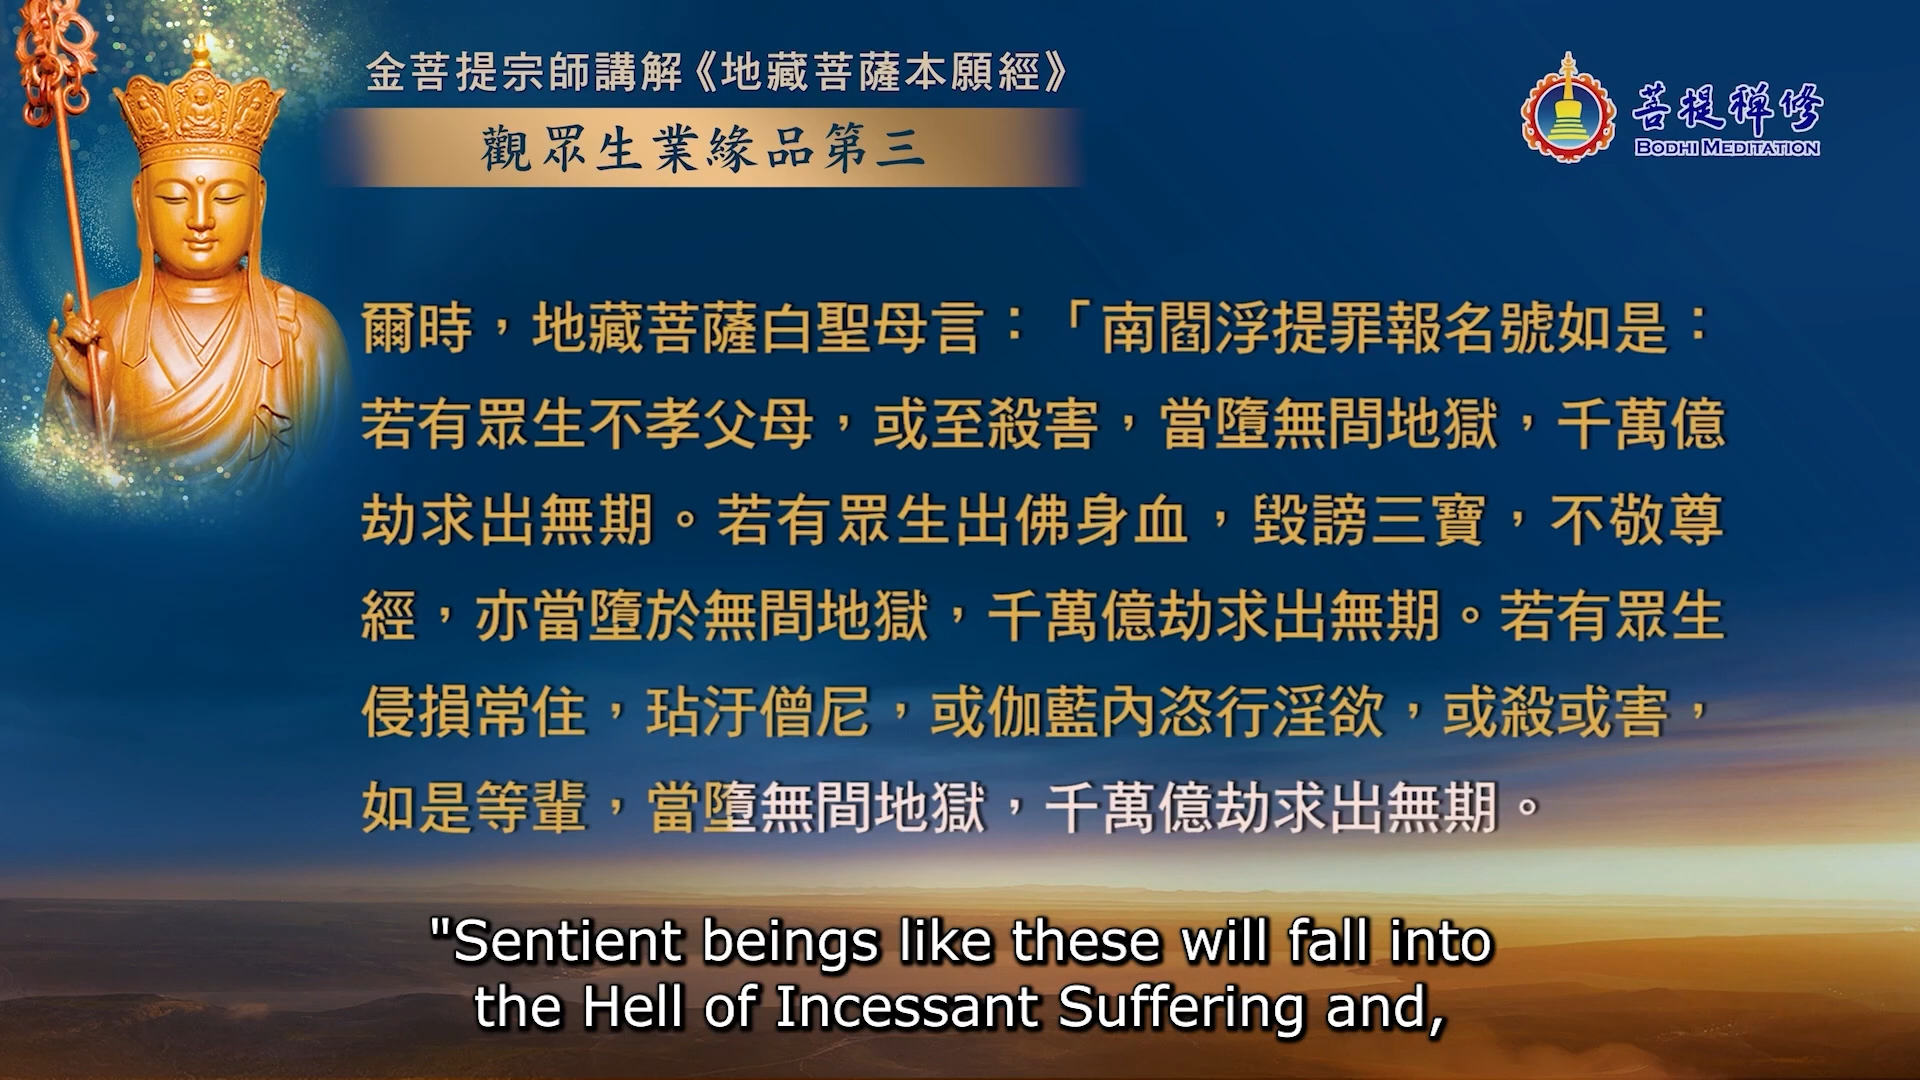 金菩提宗師講解《地藏菩薩本願經》
觀眾生業緣品第三
菩提禪修
BODHI MEDITATION
爾時，地藏菩薩白聖母言：「南閻浮提罪報名號如是：
若有眾生不孝父母，或至殺害，當墮無間地獄，千萬億
劫求出無期。若有眾生出佛身血，毀謗三寶，不敬尊
經，亦當墮於無間地獄，千萬億劫求出無期。若有眾生
侵損常住，玷汙僧尼，或伽藍內恣行淫欲，或殺或害，
如是等輩，當墮無間地獄，千萬億劫求出無期。
"Sentient beings like these will fall into
the Hell of Incessant Suffering and,